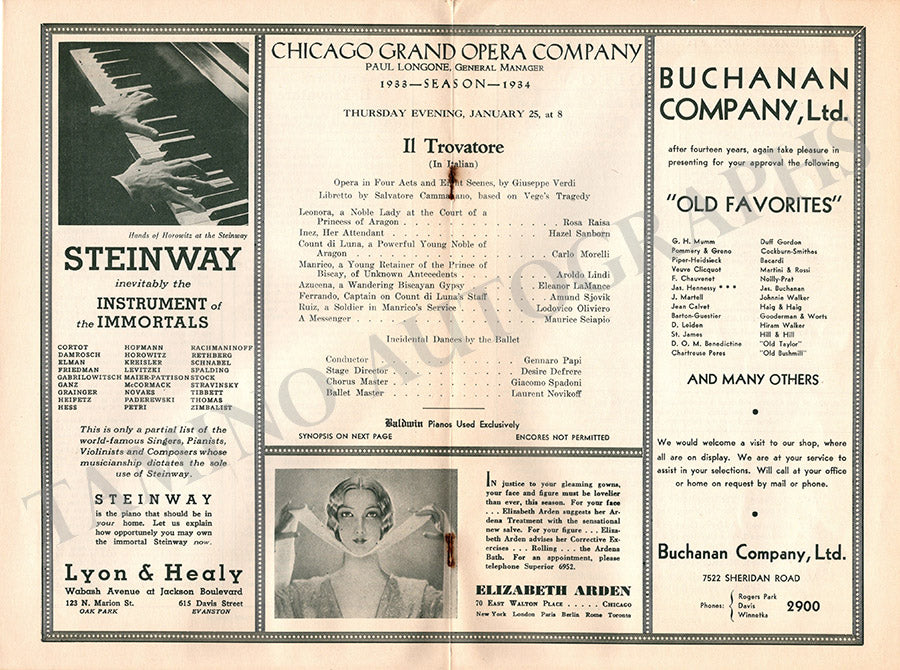 Hands of Horowitz at the Steinway
STEINWAY
inevitably the
INSTRUMENT of
the IMMORTALS
CORTOT HOFMANN RACHMANINOFF
DAMROSCH HOROWITZ RETHBERG
ELMAN KREISLER SCHNABEL
FRIEDMAN LEVITZKI SPALDING
GABRILOWITSCH MAIER-PATTISON STOCK
GANZ McCORMACK STRAVINSKY
GRAINGER NOVAES TIBBETT
HEIFETZ PADEREWSKI THOMAS
HESS PETRI ZIMBALIST
This is only a partial list of the
world-famous Singers, Pianists,
Violinists and Composers whose
musicianship dictates the sole
use of Steinway.
STEINWAY
is the piano that should be in
your home. Let us explain
how opportunely you may own
the immortal Steinway now.
Lyon & Healy
Wabash Avenue at Jackson Boulevard
123 N. Marion St. 615 Davis Street
OAK PARK EVANSTON
CHICAGO GRAND OPERA COMPANY
PAUL LONGONE, GENERAL MANAGER
1933—SEASON—1934
THURSDAY EVENING, JANUARY 25, at 8
Il Trovatore
(In Italian)
Opera in Four Acts and Eight Scenes, by Giuseppe Verdi
Libretto by Salvatore Cammarano, based on Vege's Tragedy
Leonora, a Noble Lady at the Court of a
Princess of Aragon . . . . . . . . . . Rosa Raisa
Inez, Her Attendant . . . . . . . . . . Hazel Sanborn
Count di Luna, a Powerful Young Noble of
Aragon . . . . . . . . . . Carlo Morelli
Manrico, a Young Retainer of the Prince of
Biscay, of Unknown Antecedents . . . . . Aroldo Lindi
Azucena, a Wandering Biscayan Gypsy . . . . Eleanor LaMance
Ferrando, Captain on Count di Luna's Staff . . . Amund Sjovik
Ruiz, a Soldier in Manrico's Service . . . . Lodovico Oliviero
A Messenger . . . . . . . . . . Maurice Sciapio
Incidental Dances by the Ballet
Conductor . . . . . . . . . . Gennaro Papi
Stage Director . . . . . . . . . . Desire Defrere
Chorus Master . . . . . . . . . . Giacomo Spadoni
Ballet Master . . . . . . . . . . Laurent Novikoff
Baldwin Pianos Used Exclusively
SYNOPSIS ON NEXT PAGE ENCORES NOT PERMITTED
IN justice to your gleaming gowns,
your face and figure must be lovelier
than ever, this season. For your face
. . . Elizabeth Arden suggests her Ar-
dena Treatment with the sensational
new salve. For your figure . . . Eliza-
beth Arden advises her Corrective Ex-
ercises . . . Rolling . . . the Ardena
Bath. For an appointment, please
telephone Superior 6952.
ELIZABETH ARDEN
70 EAST WALTON PLACE . . . . . CHICAGO
New York London Paris Berlin Rome Toronto
BUCHANAN
COMPANY, Ltd.
after fourteen years, again take pleasure in
presenting for your approval the following
"OLD FAVORITES"
G. H. Mumm Duff Gordon
Pommery & Greno Cockburn-Smithes
Piper-Heidsieck Bacardi
Veuve Clicquot Martini & Rossi
F. Chauvenet Noilly-Prat
Jas. Hennessy * * * Jas. Buchanan
J. Martell Johnnie Walker
Jean Calvet Haig & Haig
Barton-Guestier Gooderman & Worts
D. Leiden Hiram Walker
St. James Hill & Hill
D. O. M. Benedictine "Old Taylor"
Chartreuse Peres "Old Bushmill"
AND MANY OTHERS
We would welcome a visit to our shop, where
all are on display. We are at your service to
assist in your selections. Will call at your office
or home on request by mail or phone.
Buchanan Company, Ltd.
7522 SHERIDAN ROAD
Phones: Rogers Park Davis Winnetka 2900
TAMINO AUTOGRAPHS